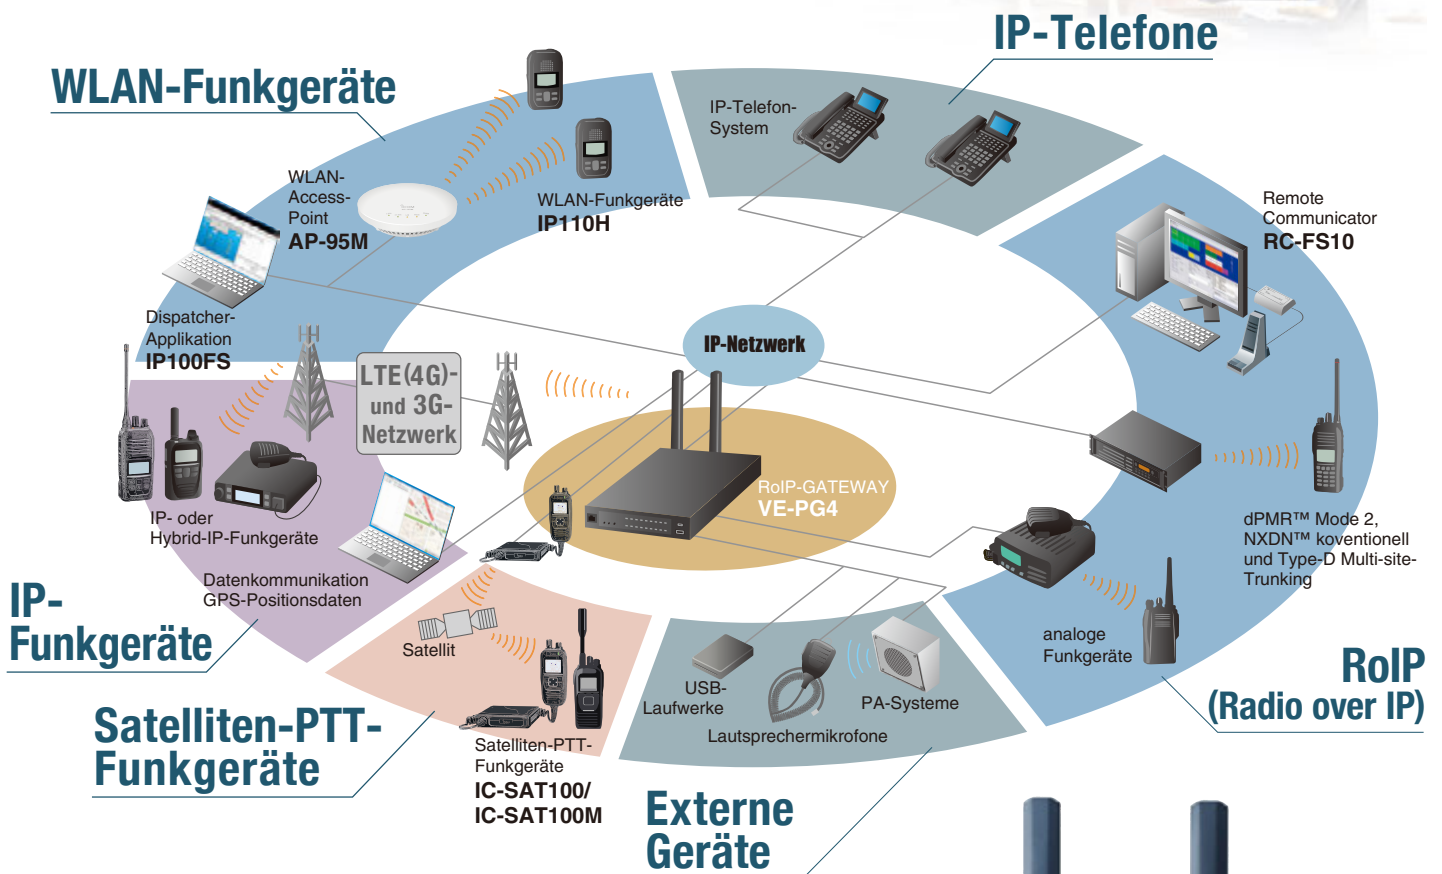 IP-Telefone
WLAN-Funkgeräte
IP-Telefon-
System
WLAN-
Access-
Point
AP-95M
WLAN-Funkgeräte
IP110H
Remote
Communicator
RC-FS10
Dispatcher-
Applikation
IP100FS
IP-Netzwerk
LTE(4G)-
und 3G-
Netzwerk
RoIP-GATEWAY
VE-PG4
IP- oder
Hybrid-IP-Funkgeräte
dPMR™ Mode 2,
NXDN™ koventionell
und Type-D Multi-site-
Trunking
Datenkommunikation
GPS-Positionsdaten
IP-
Funkgeräte
Satellit
analoge
Funkgeräte
RoIP
(Radio over IP)
USB-
Laufwerke
PA-Systeme
Lautsprechermikrofone
Satelliten-PTT-
Funkgeräte
Satelliten-PTT-
Funkgeräte
IC-SAT100/
IC-SAT100M
Externe
Geräte